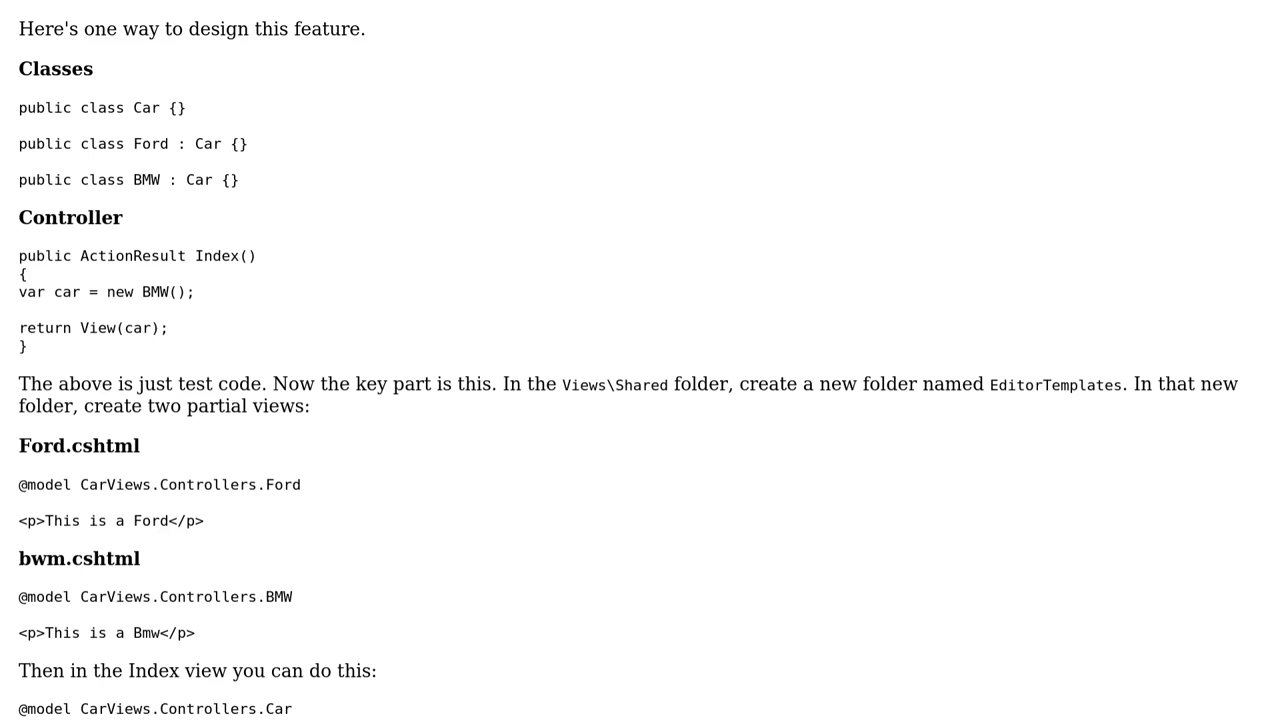 Here's one way to design this feature.
Classes
public class Car {}
public class Ford : Car {}
public class BMW : Car {}
Controller
public ActionResult Index()
{
var car = new BMW();
return View(car);
}
The above is just test code. Now the key part is this. In the Views\Shared folder, create a new folder named EditorTemplates. In that new
folder, create two partial views:
Ford.cshtml
@model CarViews.Controllers.Ford
<p>This is a Ford</p>
bwm.cshtml
@model CarViews.Controllers.BMW
<p>This is a Bmw</p>
Then in the Index view you can do this:
@model CarViews.Controllers.Car